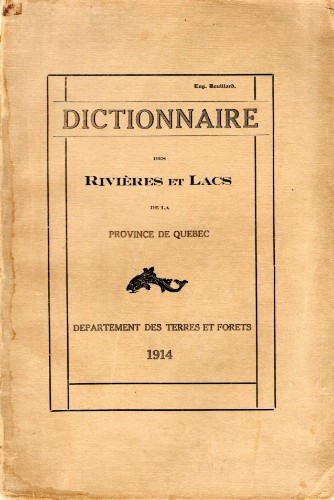 Eug. Rouillard.
DICTIONNAIRE
DES
RIVIÈRES ET LACS
DE LA
PROVINCE DE QUEBEC
DEPARTEMENT DES TERRES ET FORETS
1914